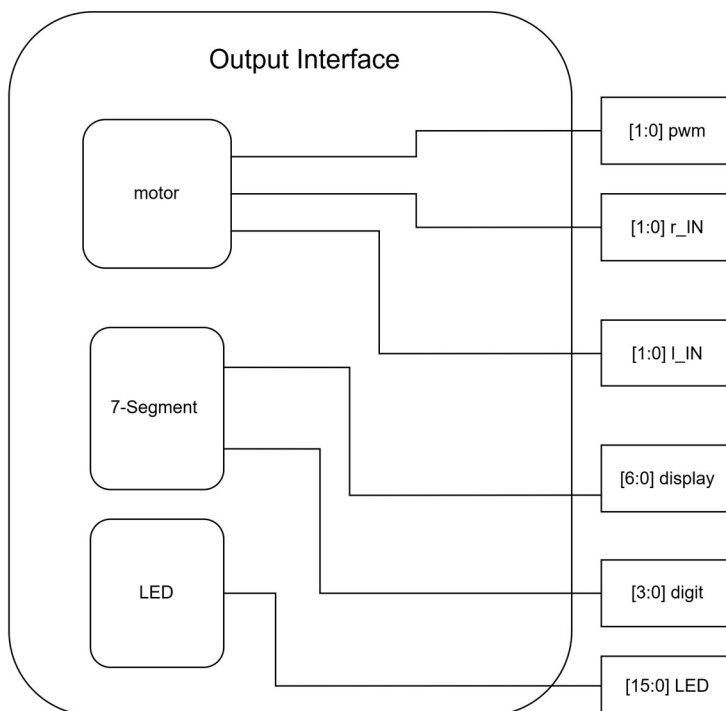 Output Interface
motor
7-Segment
LED
[1:0] pwm
[1:0] r_IN
[1:0] l_IN
[6:0] display
[3:0] digit
[15:0] LED